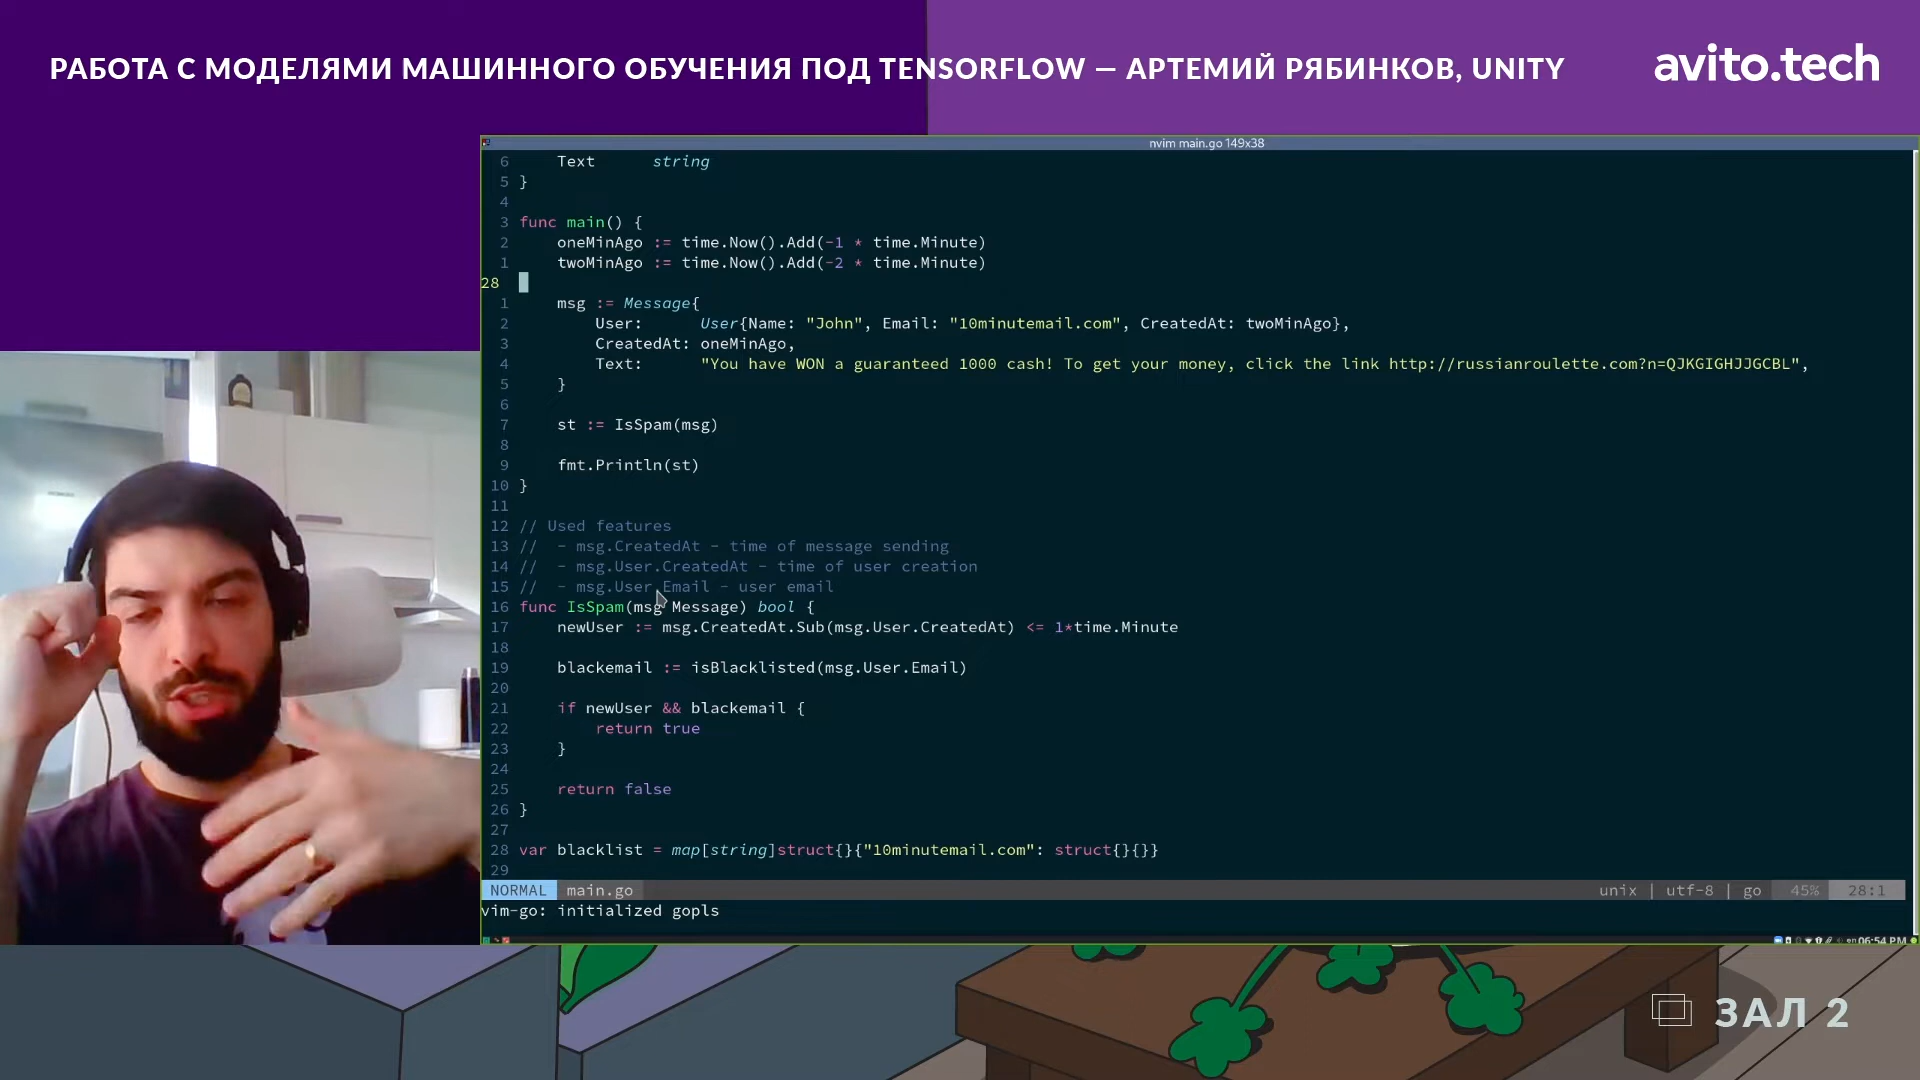 РАБОТА С МОДЕЛЯМИ МАШИННОГО ОБУЧЕНИЯ ПОД TENSORFLOW — АРТЕМИЙ РЯБИНКОВ, UNITY
avito.tech
nvim main.go 149x38
6     Text      string
5 }
4
3 func main() {
2     oneMinAgo := time.Now().Add(-1 * time.Minute)
1     twoMinAgo := time.Now().Add(-2 * time.Minute)
28
1     msg := Message{
2         User:      User{Name: "John", Email: "10minutemail.com", CreatedAt: twoMinAgo},
3         CreatedAt: oneMinAgo,
4         Text:      "You have WON a guaranteed 1000 cash! To get your money, click the link http://russianroulette.com?n=QJKGIGHJJGCBL",
5     }
6
7     st := IsSpam(msg)
8
9     fmt.Println(st)
10 }
11
12 // Used features
13 //  - msg.CreatedAt - time of message sending
14 //  - msg.User.CreatedAt - time of user creation
15 //  - msg.User.Email - user email
16 func IsSpam(msg Message) bool {
17     newUser := msg.CreatedAt.Sub(msg.User.CreatedAt) <= 1*time.Minute
18
19     blackemail := isBlacklisted(msg.User.Email)
20
21     if newUser && blackemail {
22         return true
23     }
24
25     return false
26 }
27
28 var blacklist = map[string]struct{}{"10minutemail.com": struct{}{}}
29
NORMAL main.go unix | utf-8 | go 45% 28:1
vim-go: initialized gopls
en 06:54 PM
ЗАЛ 2